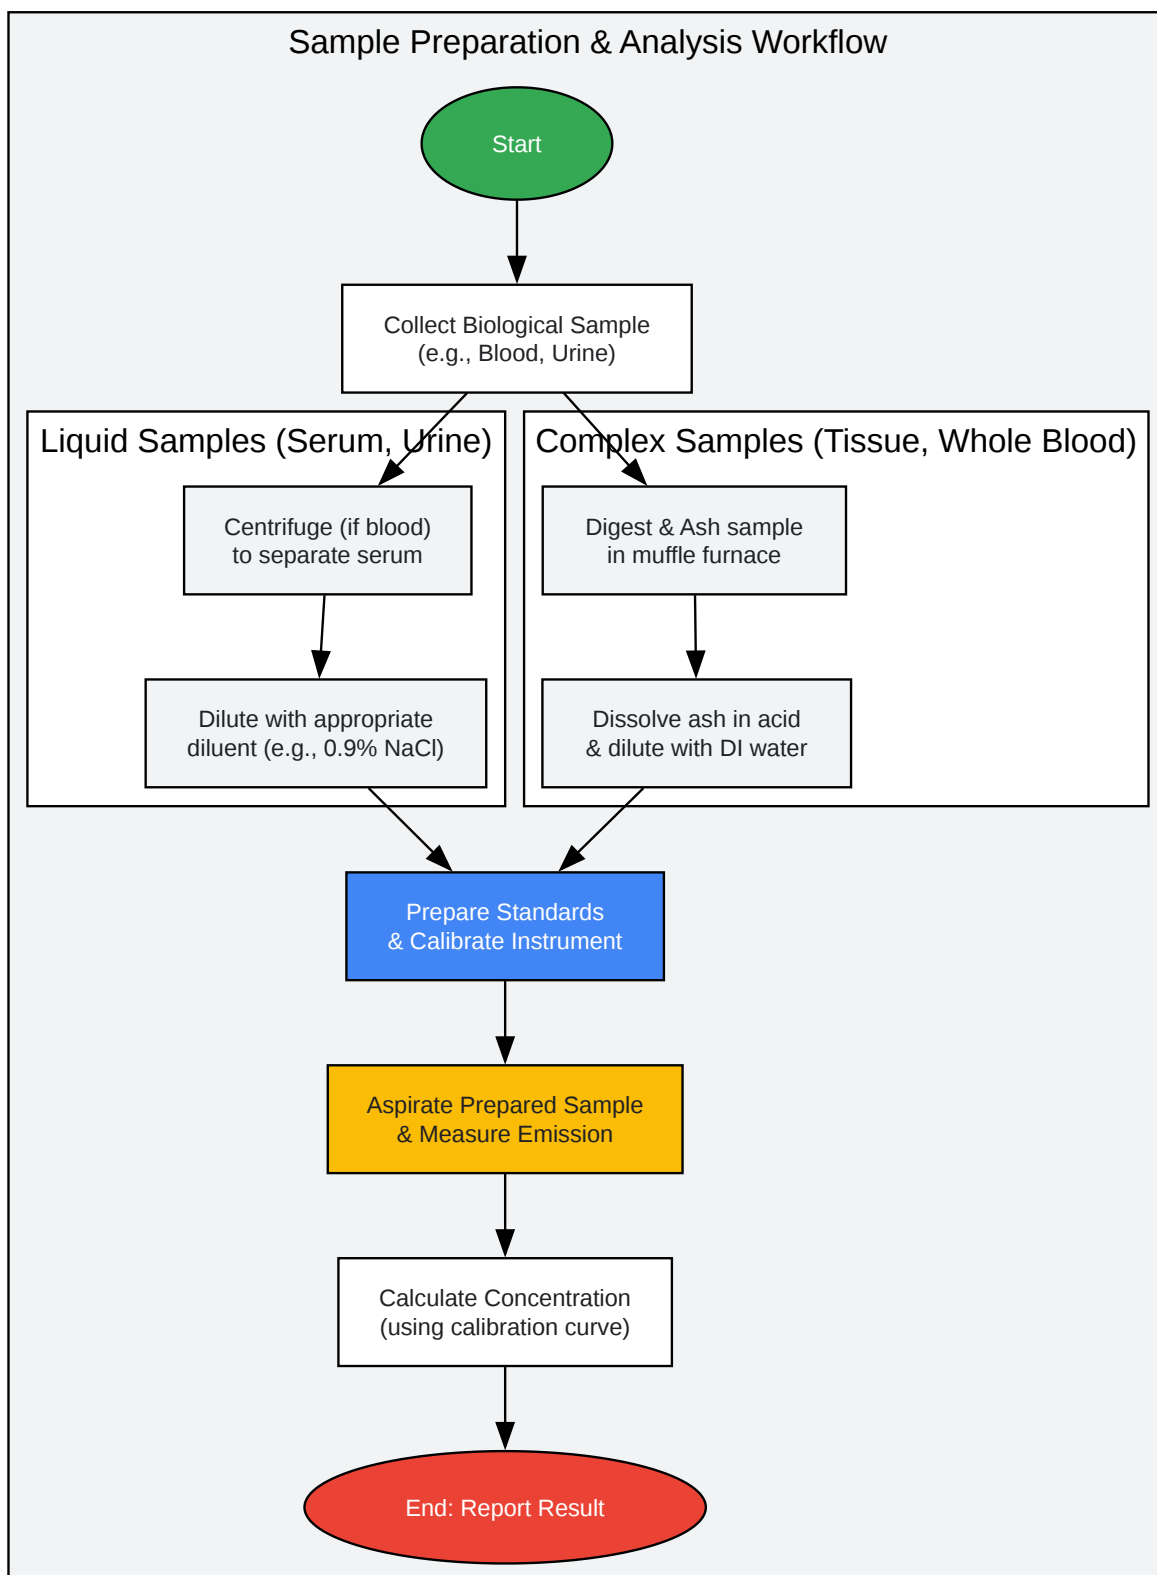 Sample Preparation & Analysis Workflow
Start
Collect Biological Sample
(e.g., Blood, Urine)
Liquid Samples (Serum, Urine)
Centrifuge (if blood)
to separate serum
Dilute with appropriate
diluent (e.g., 0.9% NaCl)
Complex Samples (Tissue, Whole Blood)
Digest & Ash sample
in muffle furnace
Dissolve ash in acid
& dilute with DI water
Prepare Standards
& Calibrate Instrument
Aspirate Prepared Sample
& Measure Emission
Calculate Concentration
(using calibration curve)
End: Report Result